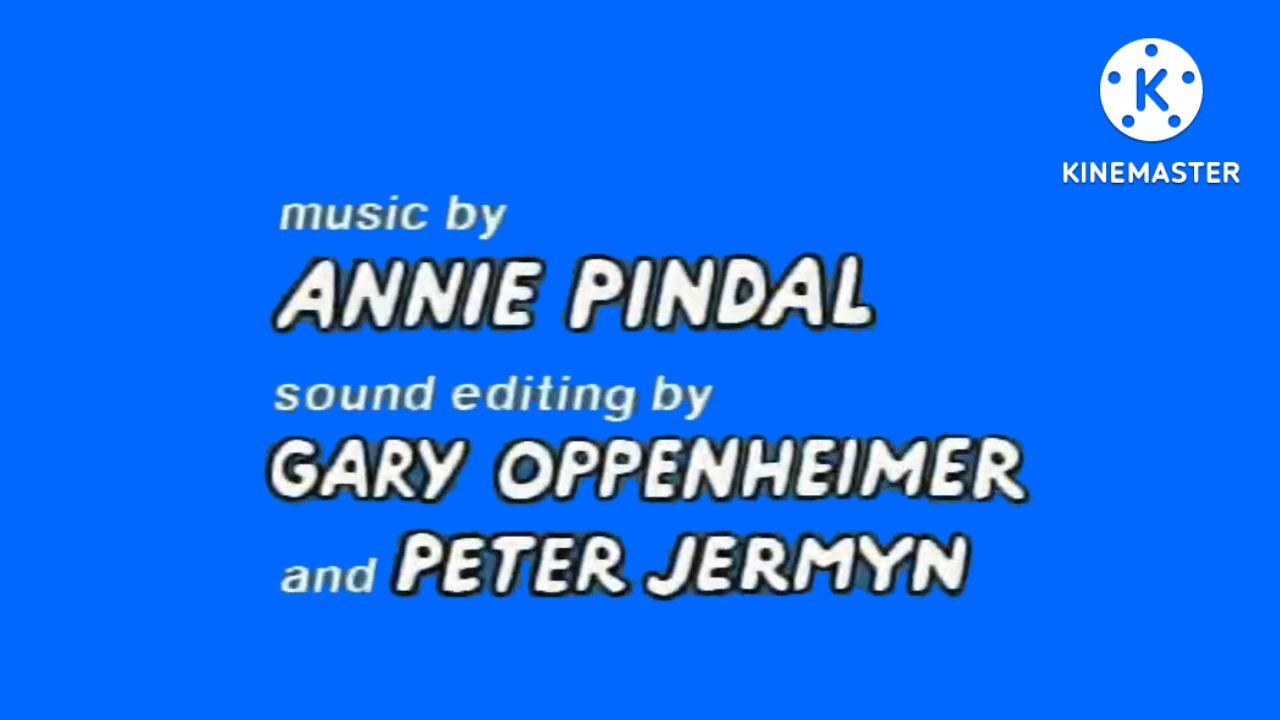 K
KINEMASTER
music by
ANNIE PINDAL
sound editing by
GARY OPPENHEIMER
and PETER JERMYN